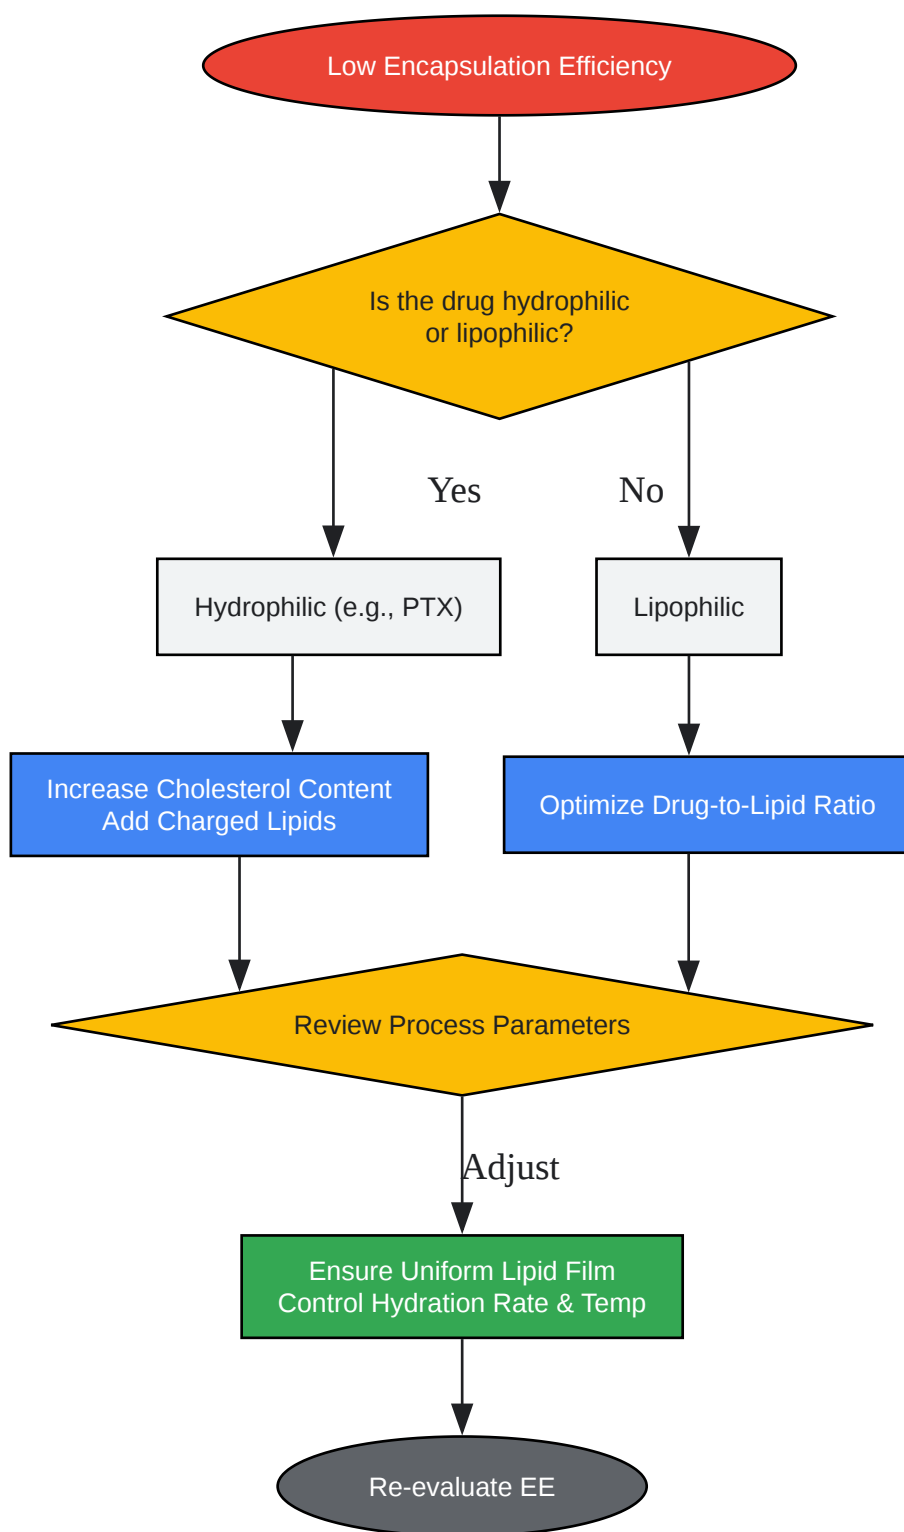 Low Encapsulation Efficiency
Is the drug hydrophilic
or lipophilic?
Yes
No
Hydrophilic (e.g., PTX)
Lipophilic
Increase Cholesterol Content
Add Charged Lipids
Optimize Drug-to-Lipid Ratio
Review Process Parameters
Adjust
Ensure Uniform Lipid Film
Control Hydration Rate & Temp
Re-evaluate EE